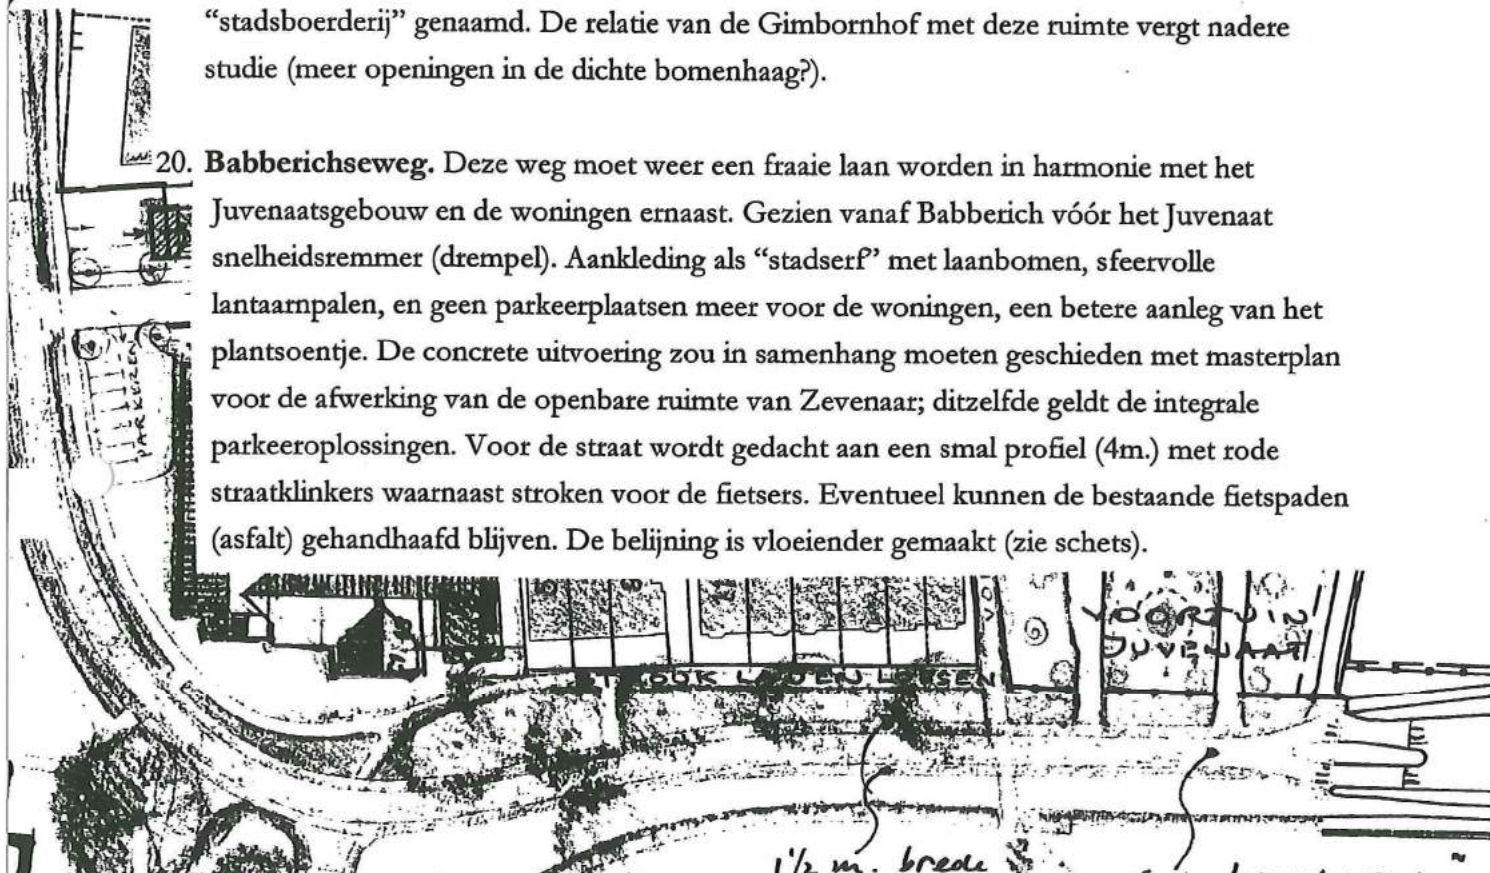 “stadsboerderij” genaamd. De relatie van de Gimbornhof met deze ruimte vergt nadere
studie (meer openingen in de dichte bomenhaag?).
20. Babberichseweg. Deze weg moet weer een fraaie laan worden in harmonie met het
Juvenaatsgebouw en de woningen ernaast. Gezien vanaf Babberich vóór het Juvenaat
snelheidsremmer (drempel). Aankleding als “stadserf” met laanbomen, sfeervolle
lantaarnpalen, en geen parkeerplaatsen meer voor de woningen, een betere aanleg van het
plantsoentje. De concrete uitvoering zou in samenhang moeten geschieden met masterplan
voor de afwerking van de openbare ruimte van Zevenaar; ditzelfde geldt de integrale
parkeeroplossingen. Voor de straat wordt gedacht aan een smal profiel (4m.) met rode
straatklinkers waarnaast stroken voor de fietsers. Eventueel kunnen de bestaande fietspaden
(asfalt) gehandhaafd blijven. De belijning is vloeiender gemaakt (zie schets).
PARKEREN
VOORTUIN
JUVENAAT
OOK LADEN LOSSEN
1½ m. brede